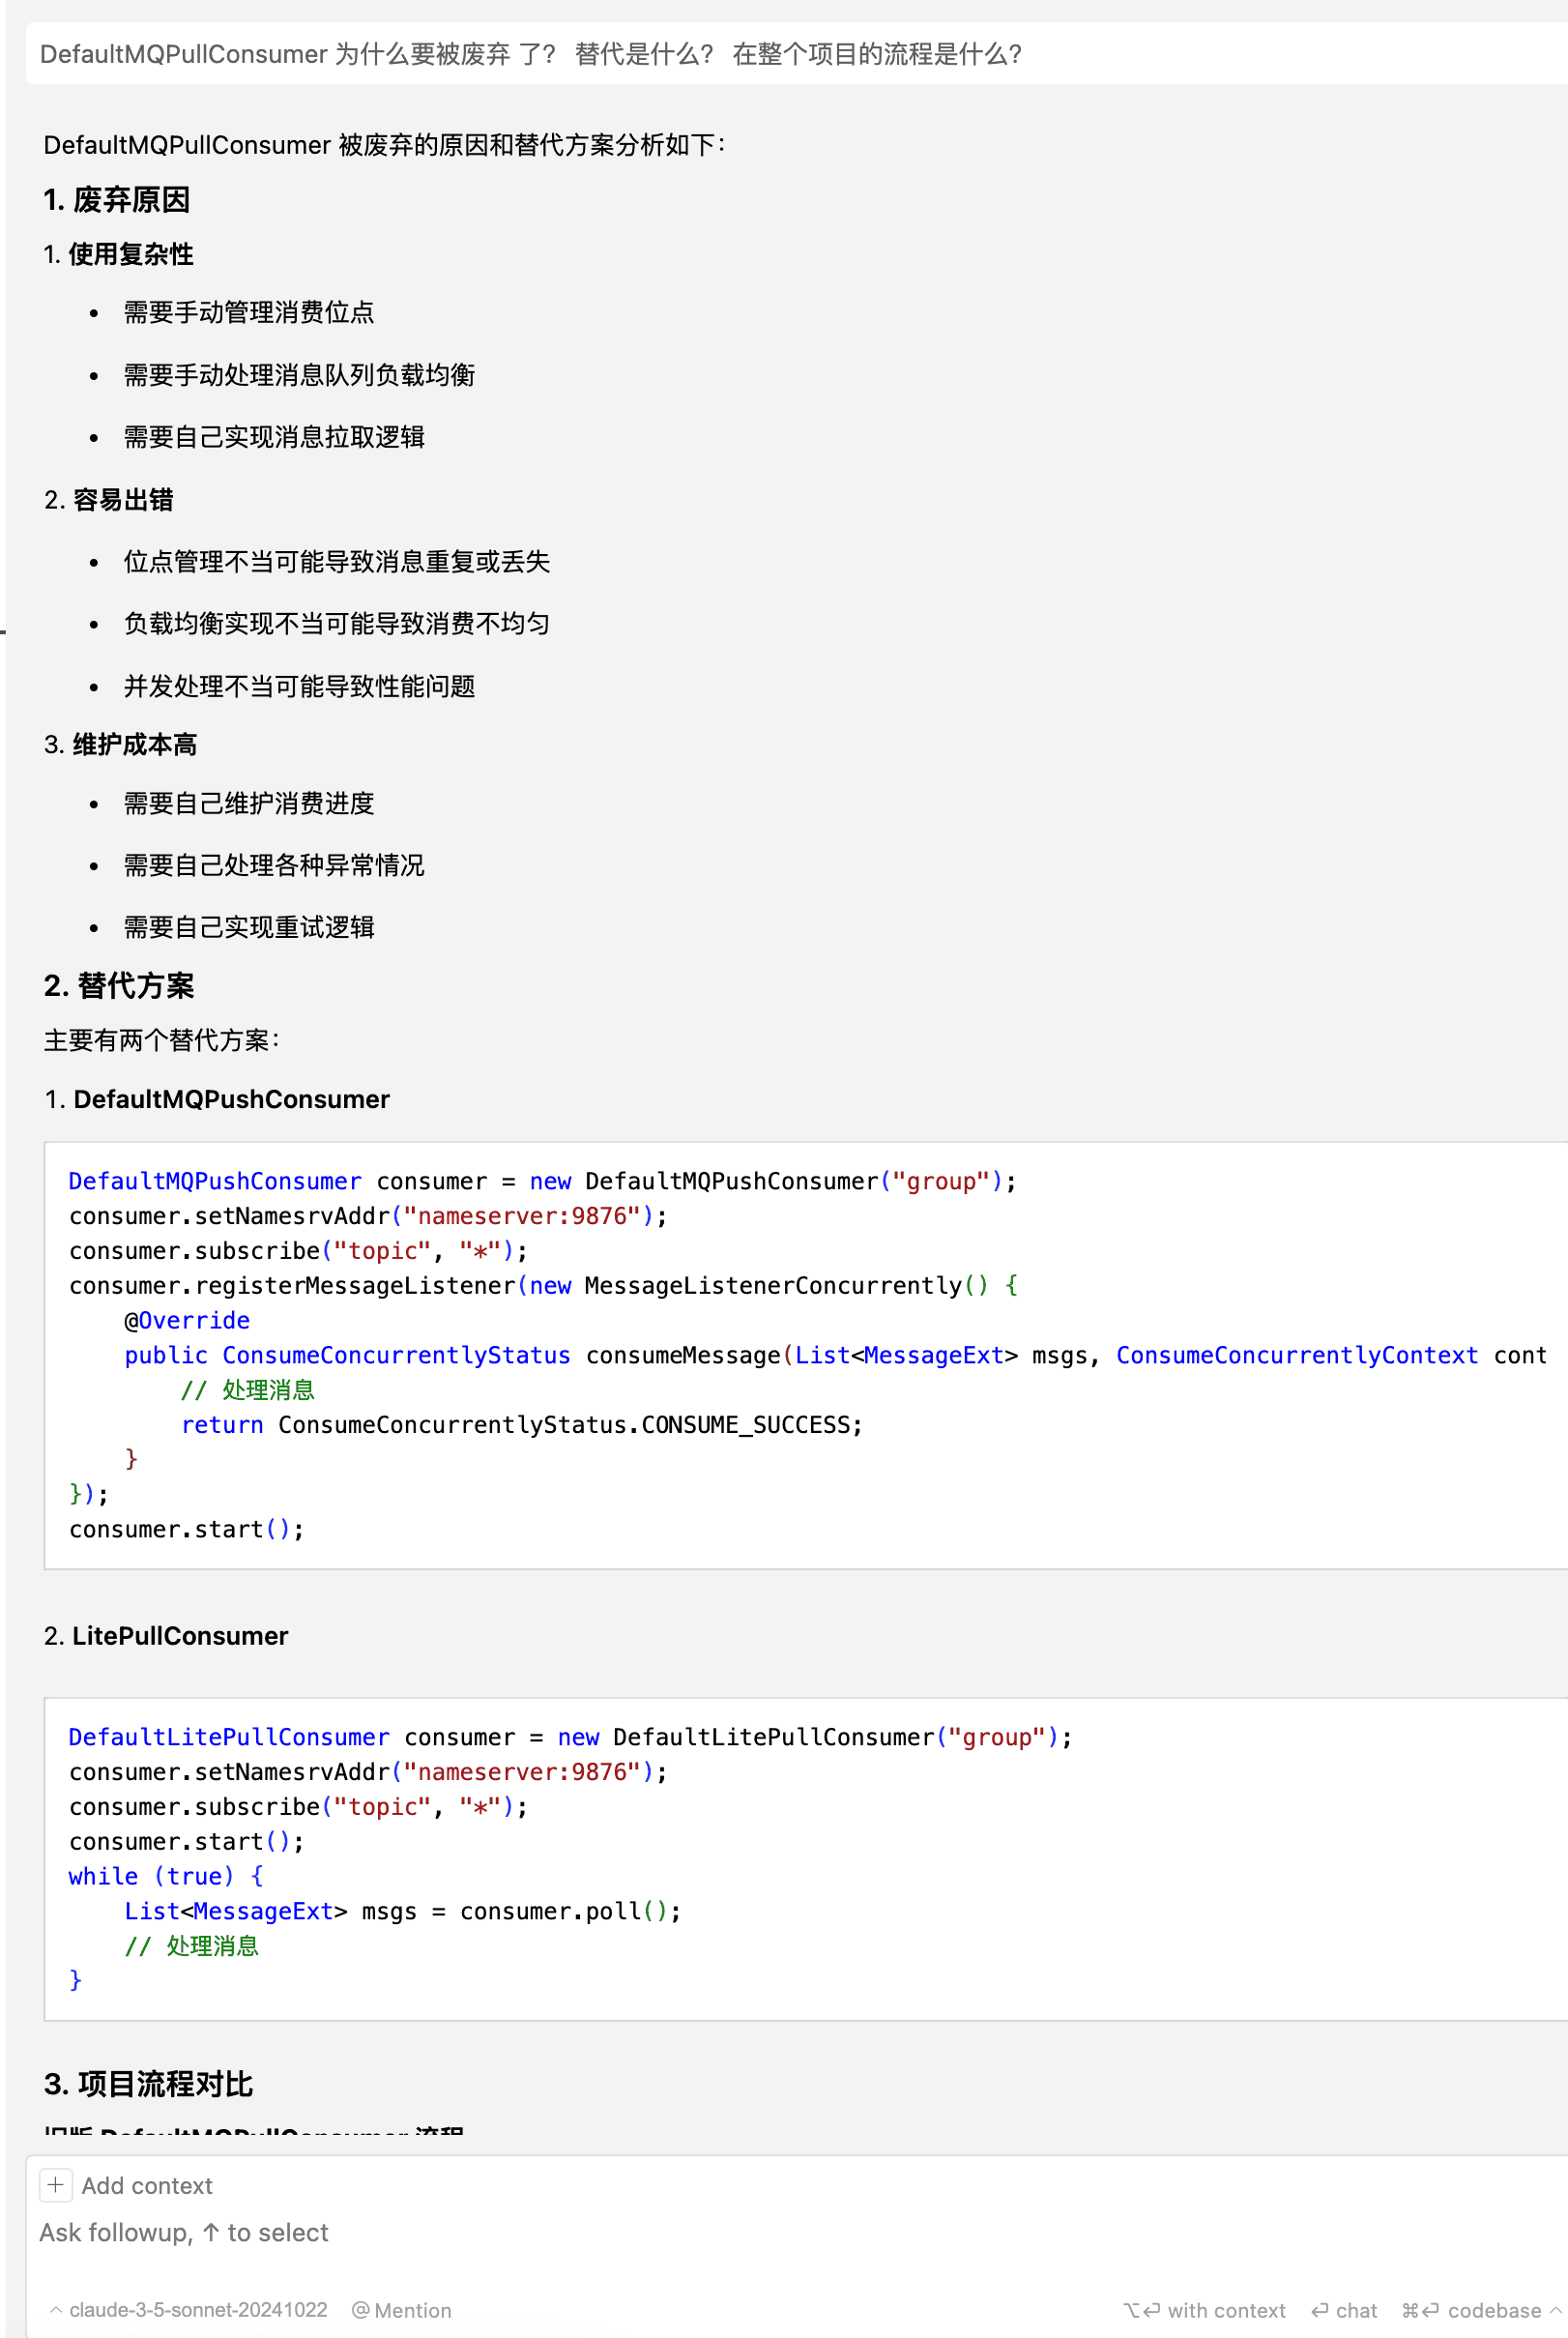 DefaultMQPullConsumer 为什么要被废弃 了？ 替代是什么？ 在整个项目的流程是什么？
DefaultMQPullConsumer 被废弃的原因和替代方案分析如下：
1. 废弃原因
1. 使用复杂性
• 需要手动管理消费位点
• 需要手动处理消息队列负载均衡
• 需要自己实现消息拉取逻辑
2. 容易出错
• 位点管理不当可能导致消息重复或丢失
• 负载均衡实现不当可能导致消费不均匀
• 并发处理不当可能导致性能问题
3. 维护成本高
• 需要自己维护消费进度
• 需要自己处理各种异常情况
• 需要自己实现重试逻辑
2. 替代方案
主要有两个替代方案：
1. DefaultMQPushConsumer
DefaultMQPushConsumer consumer = new DefaultMQPushConsumer("group");
consumer.setNamesrvAddr("nameserver:9876");
consumer.subscribe("topic", "*");
consumer.registerMessageListener(new MessageListenerConcurrently() {
    @Override
    public ConsumeConcurrentlyStatus consumeMessage(List<MessageExt> msgs, ConsumeConcurrentlyContext cont
        // 处理消息
        return ConsumeConcurrentlyStatus.CONSUME_SUCCESS;
    }
});
consumer.start();
2. LitePullConsumer
DefaultLitePullConsumer consumer = new DefaultLitePullConsumer("group");
consumer.setNamesrvAddr("nameserver:9876");
consumer.subscribe("topic", "*");
consumer.start();
while (true) {
    List<MessageExt> msgs = consumer.poll();
    // 处理消息
}
3. 项目流程对比
旧版 DefaultMQPullConsumer 流程
+ Add context
Ask followup, ↑ to select
^ claude-3-5-sonnet-20241022 @ Mention ⌥⏎ with context ⏎ chat ⌘⏎ codebase ^